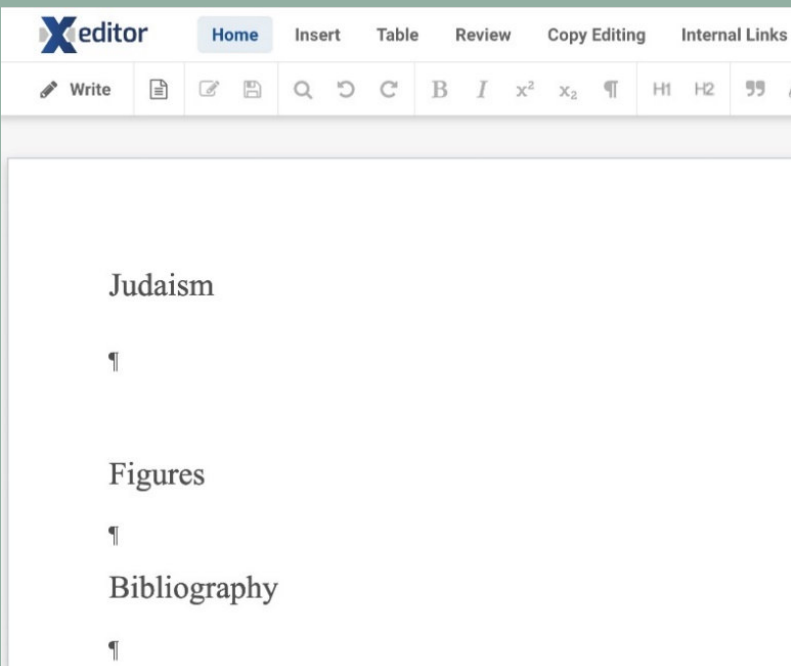 Xeditor
Home Insert Table Review Copy Editing Internal Links
Write B I x² x₂ ¶ H1 H2 ❞
Judaism
¶
Figures
¶
Bibliography
¶